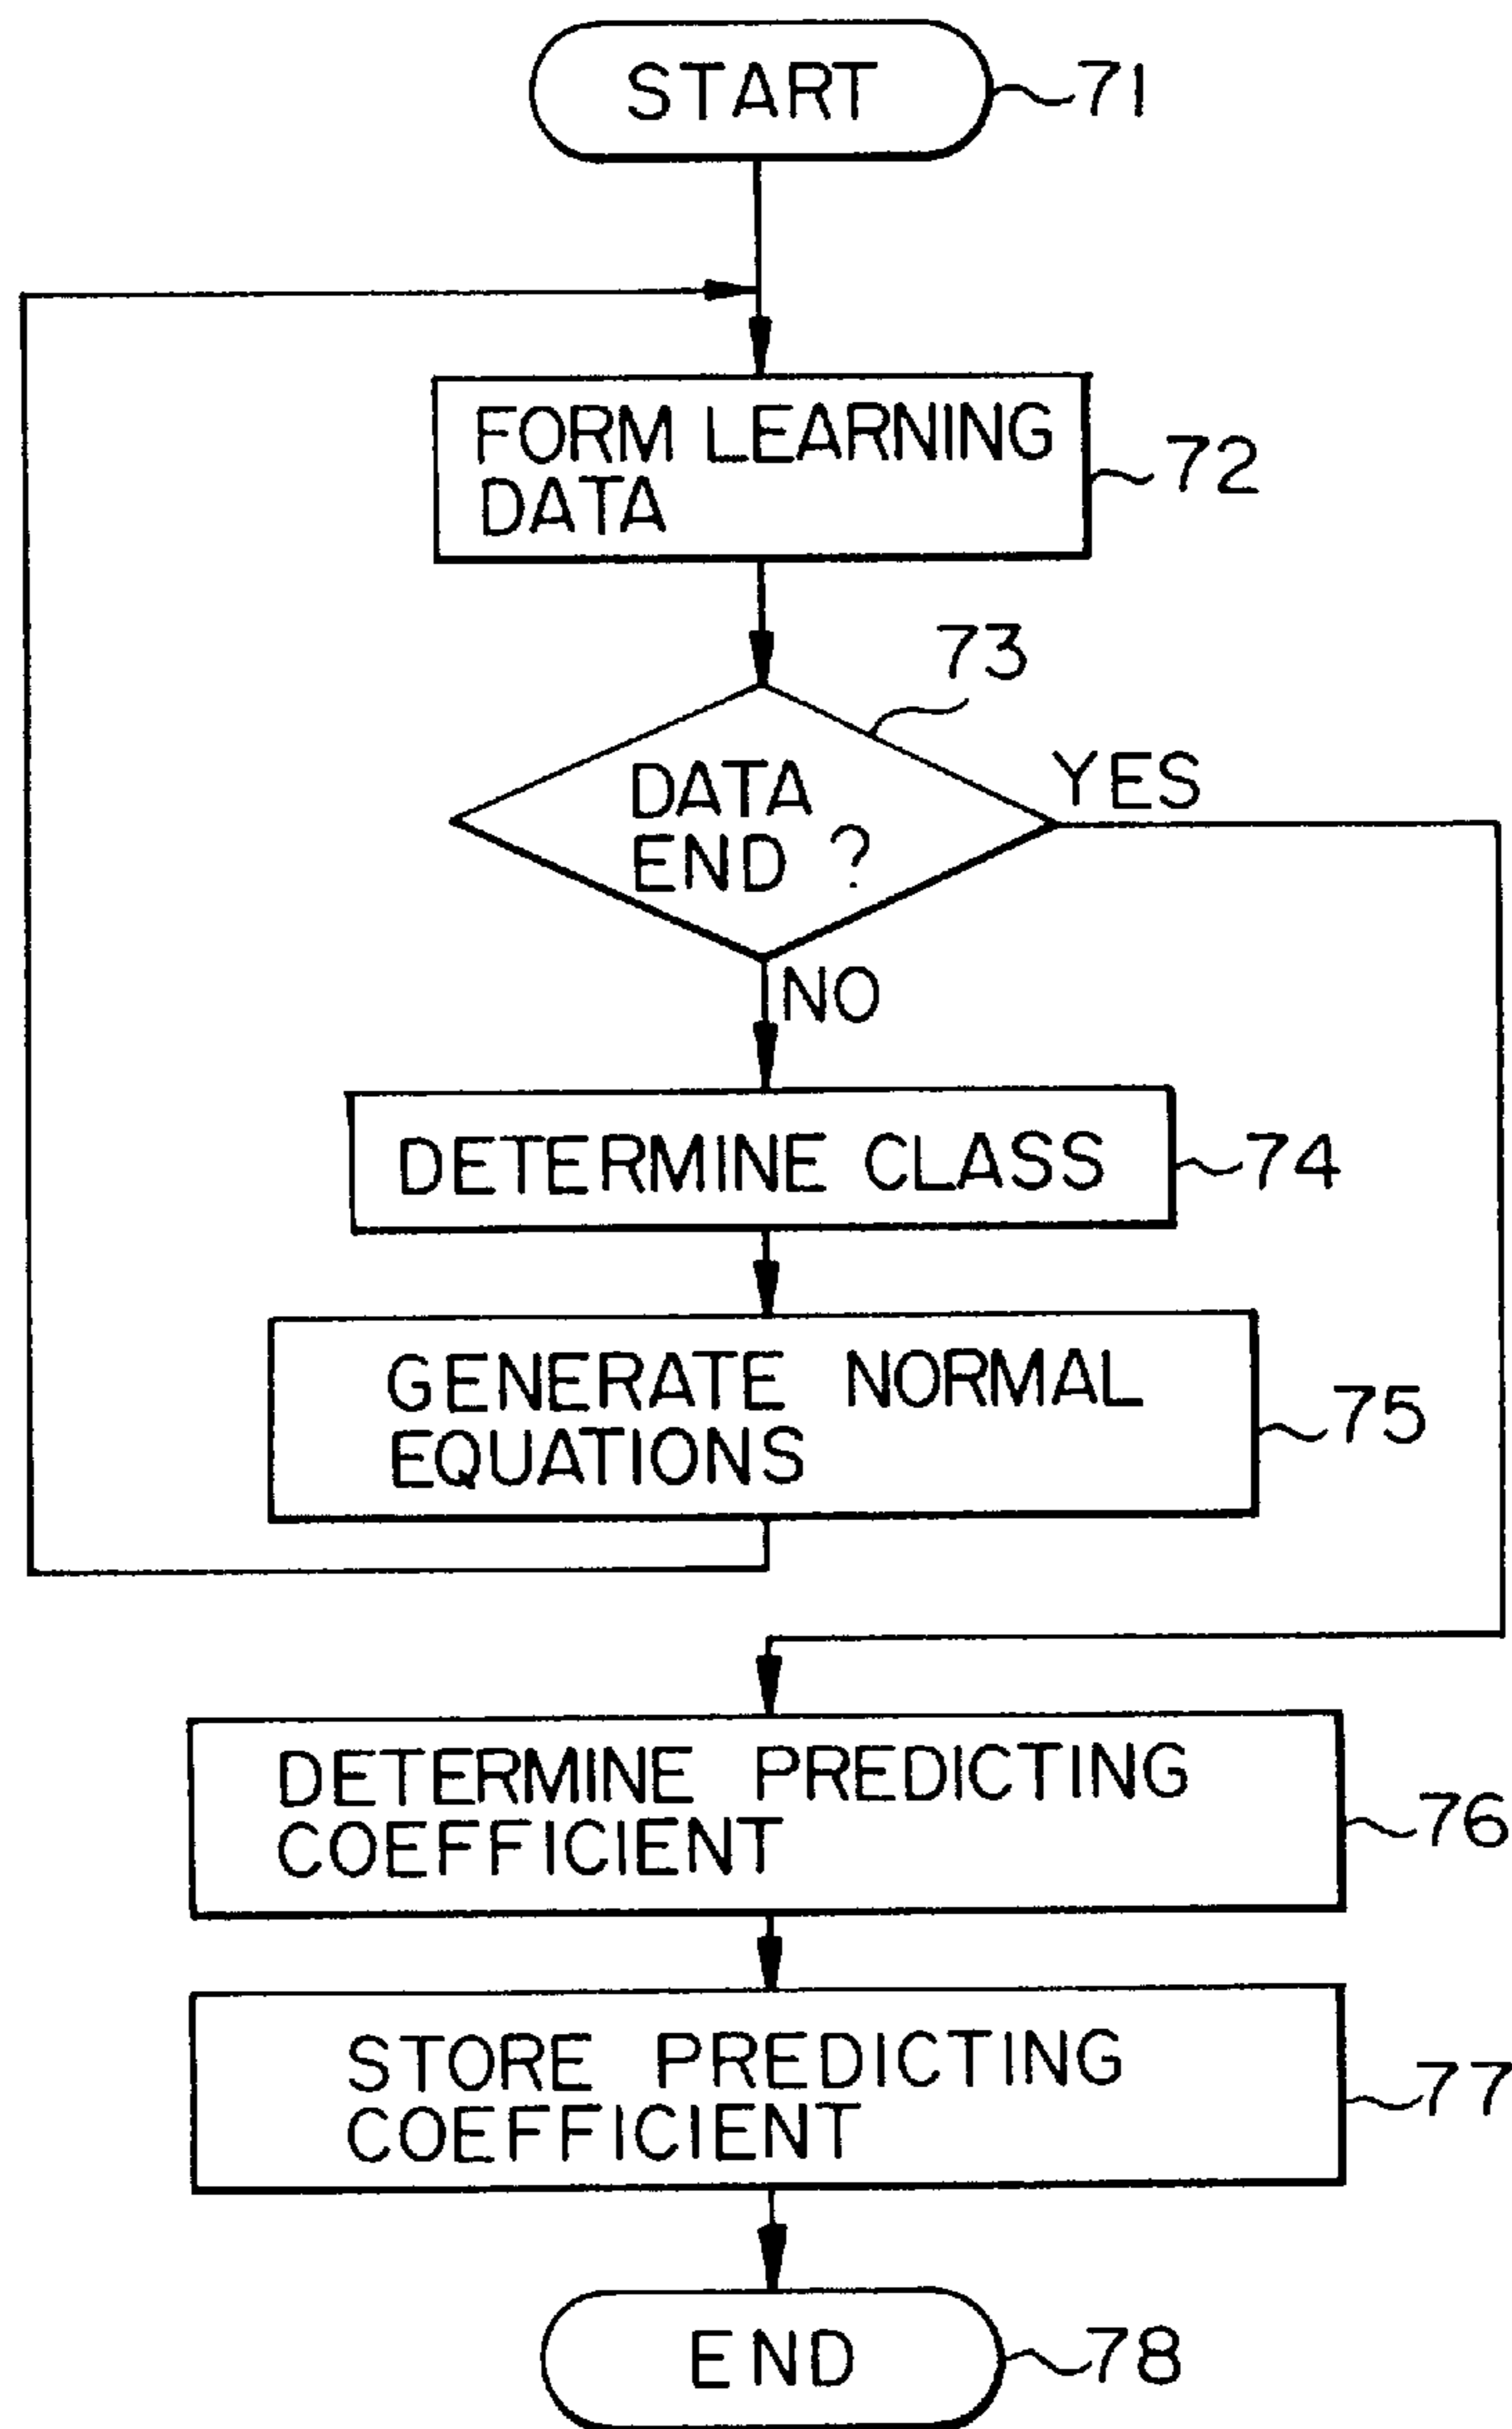 START
71
FORM LEARNING
DATA
72
73
DATA
END ?
YES
NO
DETERMINE CLASS
74
GENERATE NORMAL
EQUATIONS
75
DETERMINE PREDICTING
COEFFICIENT
76
STORE PREDICTING
COEFFICIENT
77
END
78